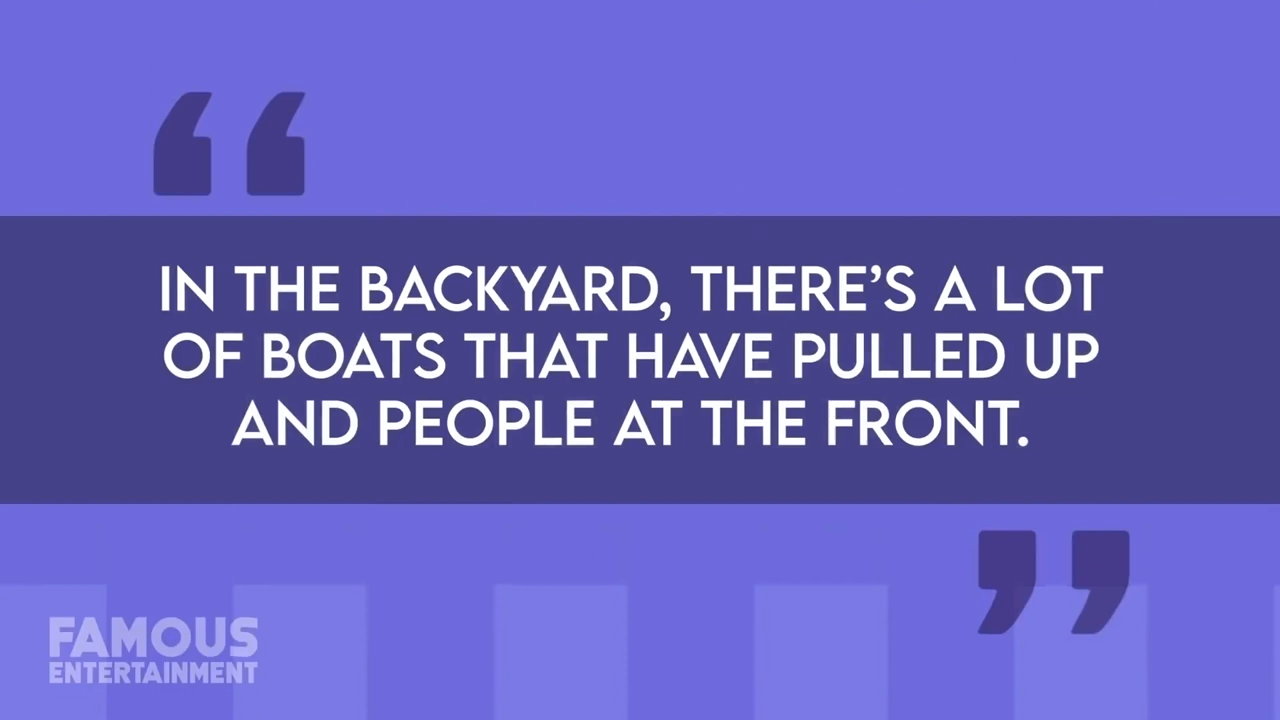 “
IN THE BACKYARD, THERE’S A LOT
OF BOATS THAT HAVE PULLED UP
AND PEOPLE AT THE FRONT.
”
FAMOUS
ENTERTAINMENT